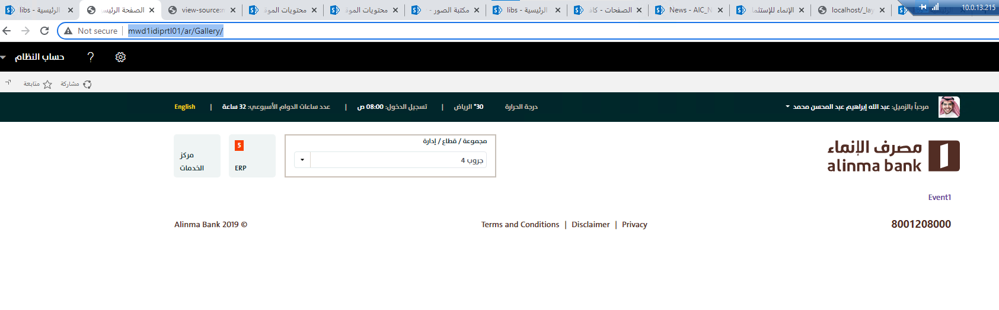 libs - الرئيسية
الصفحة الرئيس
view-source:
محتويات الموق
محتويات الموق
مكتبة الصور -
libs - الرئيسية
الصفحات - كاف
News - AIC_N
الإنماء للإستثما
localhost/_lay
10.0.13.215
Not secure
mwd1idiprtl01/ar/Gallery/
حساب النظام
?
متابعة
مشاركة
مرحباً بالزميل: عبد الله إبراهيم عبد المحسن محمد
درجة الحرارة
30° الرياض | تسجيل الدخول: 08:00 ص | عدد ساعات الدوام الأسبوعي: 32 ساعة | English
مصرف الإنماء
alinma bank
مجموعة / قطاع / إدارة
جروب 4
5
ERP
مركز
الخدمات
Event1
8001208000
Terms and Conditions | Disclaimer | Privacy
Alinma Bank 2019 ©